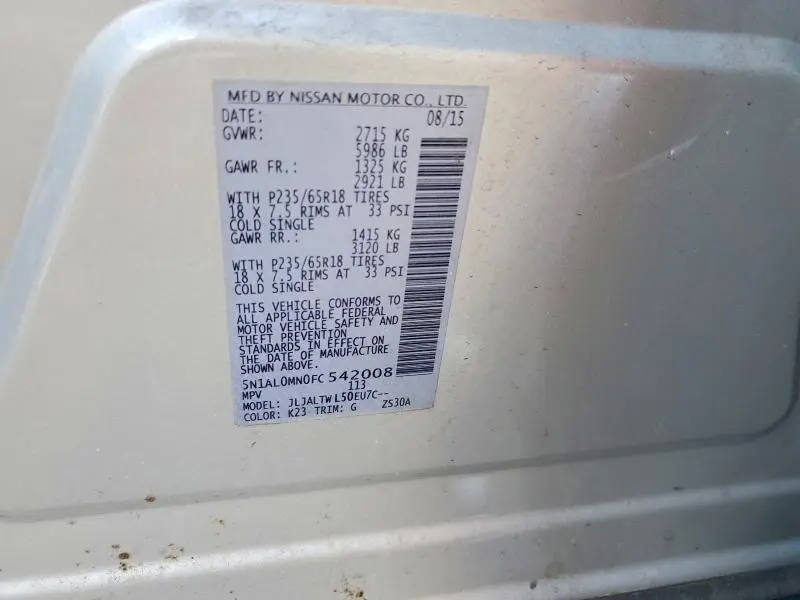 MFD BY NISSAN MOTOR CO., LTD.
DATE: 08/15
GVWR: 2715 KG
5986 LB
GAWR FR.: 1325 KG
2921 LB
WITH P235/65R18 TIRES
18 X 7.5 RIMS AT 33 PSI
COLD SINGLE
GAWR RR.: 1415 KG
3120 LB
WITH P235/65R18 TIRES
18 X 7.5 RIMS AT 33 PSI
COLD SINGLE
THIS VEHICLE CONFORMS TO
ALL APPLICABLE FEDERAL
MOTOR VEHICLE SAFETY AND
THEFT PREVENTION
STANDARDS IN EFFECT ON
THE DATE OF MANUFACTURE
SHOWN ABOVE.
5N1AL0MN0FC542008
MPV 113
MODEL: JLJALTWL50EU7C--
COLOR: K23 TRIM: G ZS30A